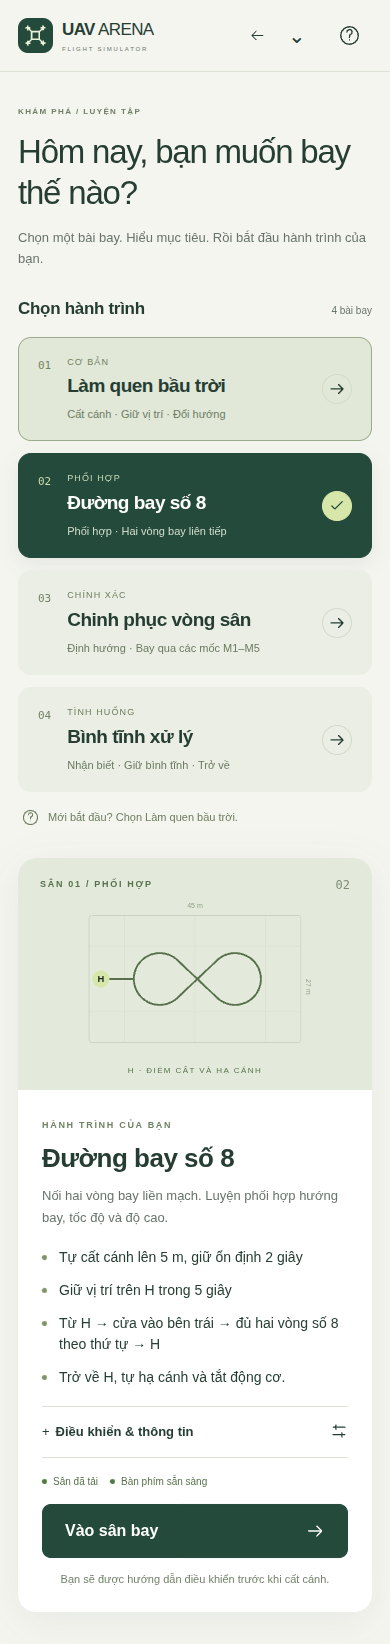 UAV ARENA
FLIGHT SIMULATOR
KHÁM PHÁ / LUYỆN TẬP
Hôm nay, bạn muốn bay
thế nào?
Chọn một bài bay. Hiểu mục tiêu. Rồi bắt đầu hành trình của
bạn.
Chọn hành trình
4 bài bay
01
CƠ BẢN
Làm quen bầu trời
Cất cánh · Giữ vị trí · Đổi hướng
02
PHỐI HỢP
Đường bay số 8
Phối hợp · Hai vòng bay liên tiếp
03
CHÍNH XÁC
Chinh phục vòng sân
Định hướng · Bay qua các mốc M1–M5
04
TÌNH HUỐNG
Bình tĩnh xử lý
Nhận biết · Giữ bình tĩnh · Trở về
Mới bắt đầu? Chọn Làm quen bầu trời.
SÂN 01 / PHỐI HỢP
02
45 m
H
27 m
H · ĐIỂM CẤT VÀ HẠ CÁNH
HÀNH TRÌNH CỦA BẠN
Đường bay số 8
Nối hai vòng bay liền mạch. Luyện phối hợp hướng
bay, tốc độ và độ cao.
Tự cất cánh lên 5 m, giữ ổn định 2 giây
Giữ vị trí trên H trong 5 giây
Từ H → cửa vào bên trái → đủ hai vòng số 8
theo thứ tự → H
Trở về H, tự hạ cánh và tắt động cơ.
+ Điều khiển & thông tin
Sân đã tải
Bàn phím sẵn sàng
Vào sân bay
Bạn sẽ được hướng dẫn điều khiển trước khi cất cánh.